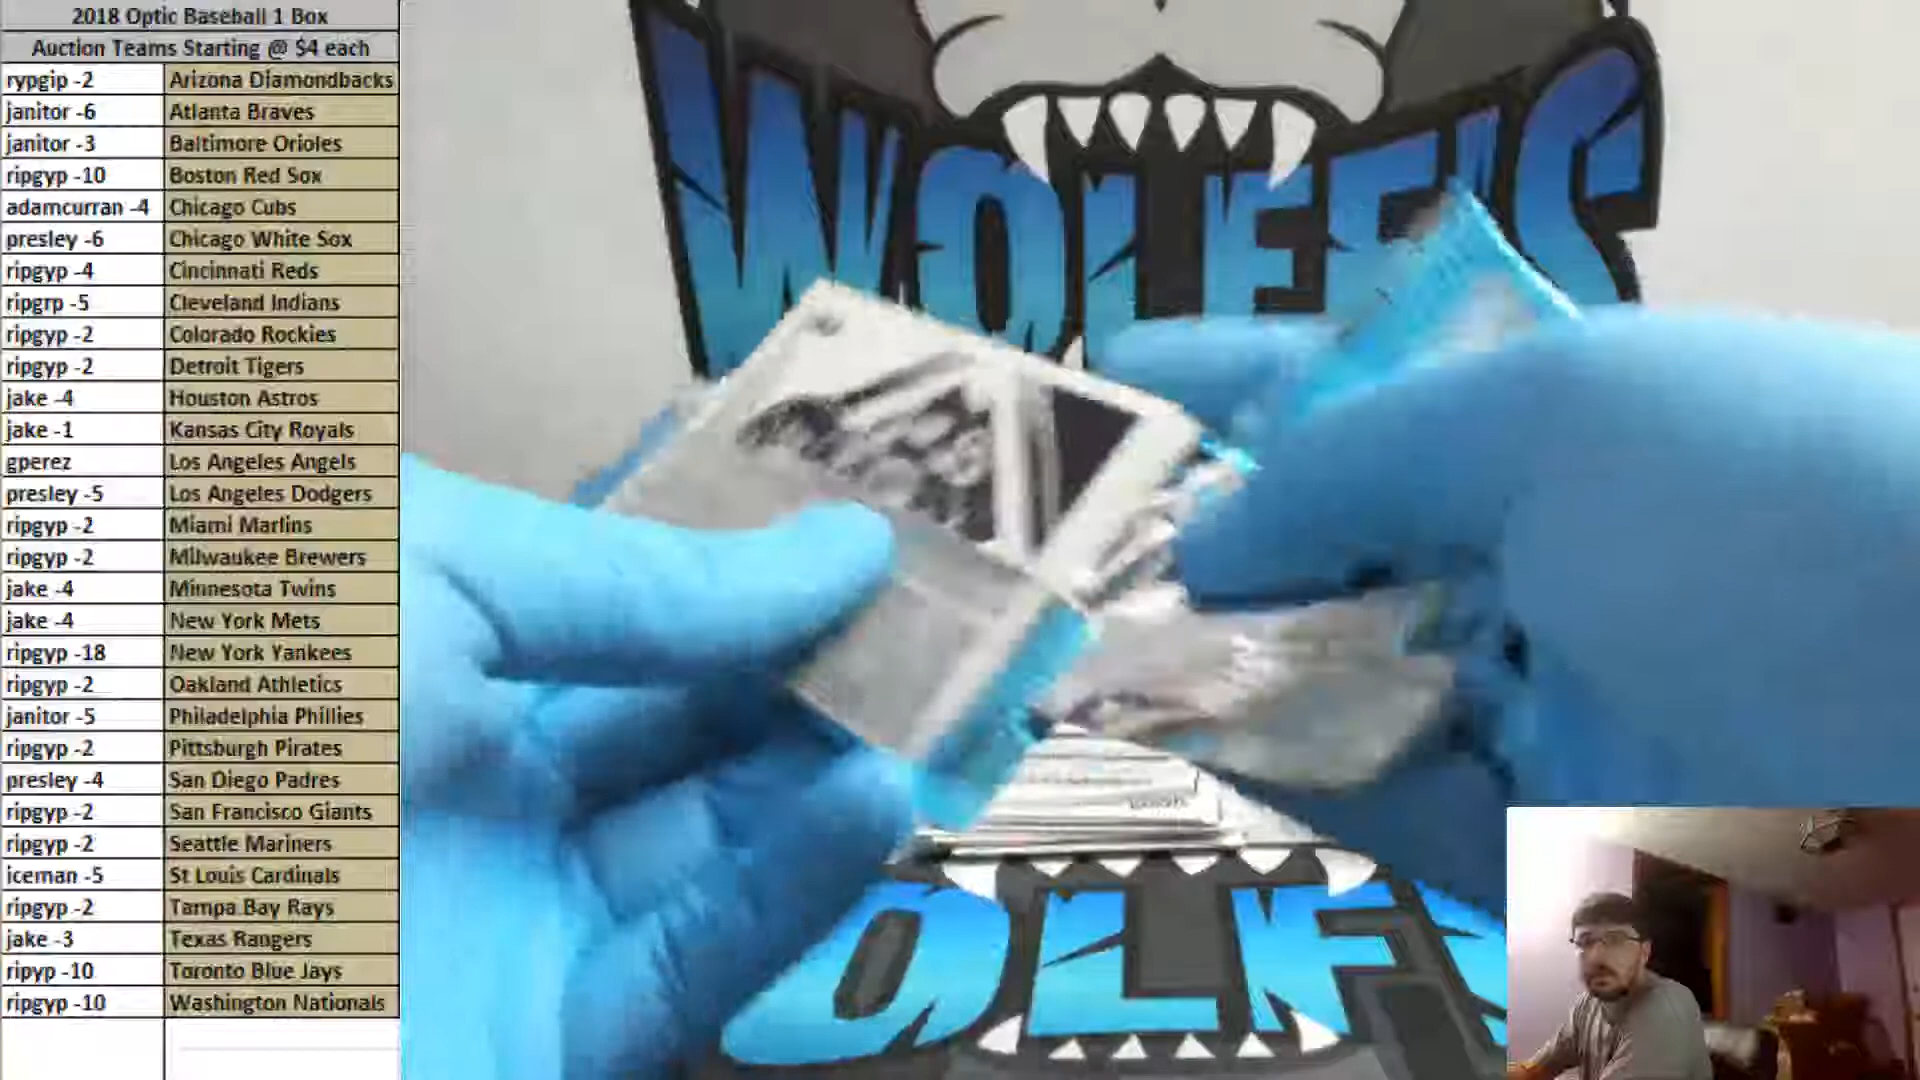 2018 Optic Baseball 1 Box
Auction Teams Starting @ $4 each
rypgip -2 Arizona Diamondbacks
janitor -6 Atlanta Braves
janitor -3 Baltimore Orioles
ripgyp -10 Boston Red Sox
adamcurran -4 Chicago Cubs
presley -6 Chicago White Sox
ripgyp -4 Cincinnati Reds
ripgrp -5 Cleveland Indians
ripgyp -2 Colorado Rockies
ripgyp -2 Detroit Tigers
jake -4 Houston Astros
jake -1 Kansas City Royals
gperez Los Angeles Angels
presley -5 Los Angeles Dodgers
ripgyp -2 Miami Marlins
ripgyp -2 Milwaukee Brewers
jake -4 Minnesota Twins
jake -4 New York Mets
ripgyp -18 New York Yankees
ripgyp -2 Oakland Athletics
janitor -5 Philadelphia Phillies
ripgyp -2 Pittsburgh Pirates
presley -4 San Diego Padres
ripgyp -2 San Francisco Giants
ripgyp -2 Seattle Mariners
iceman -5 St Louis Cardinals
ripgyp -2 Tampa Bay Rays
jake -3 Texas Rangers
ripyp -10 Toronto Blue Jays
ripgyp -10 Washington Nationals
WOLFF'S
OLF'S